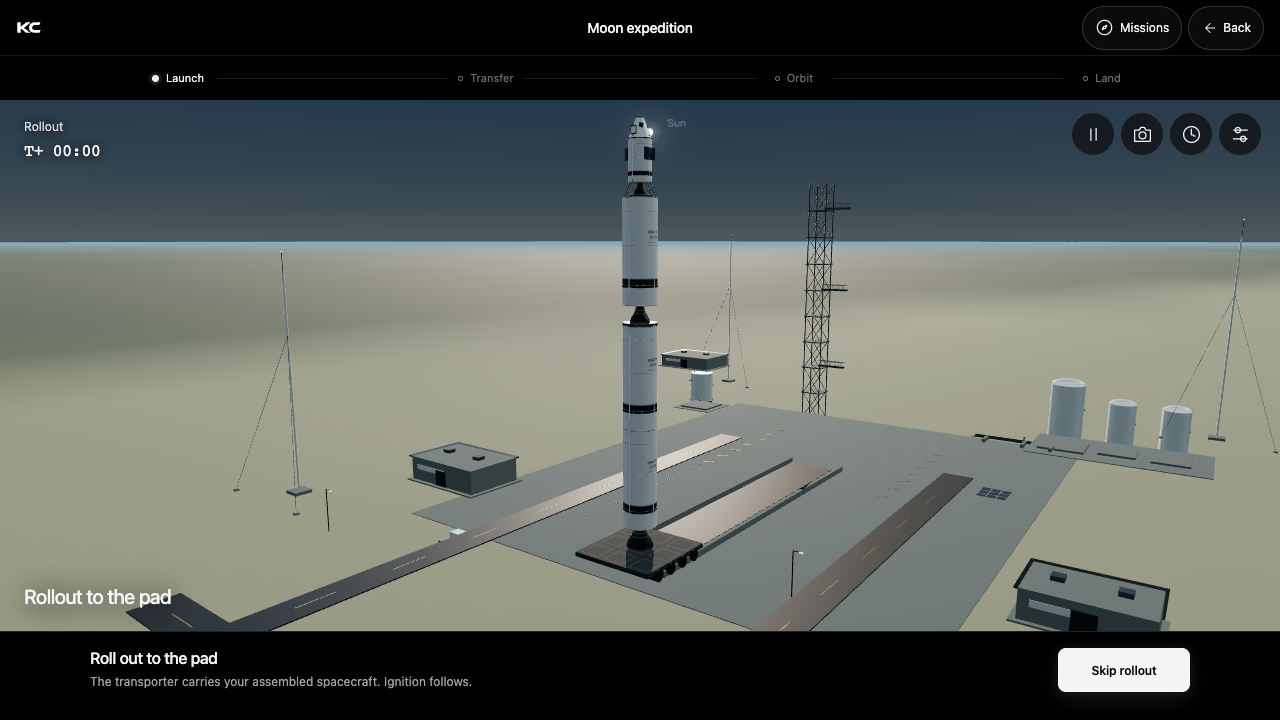 KC
Moon expedition
Missions
Back
Launch
Transfer
Orbit
Land
Rollout
T+ 00:00
Sun
Rollout to the pad
Roll out to the pad
The transporter carries your assembled spacecraft. Ignition follows.
Skip rollout